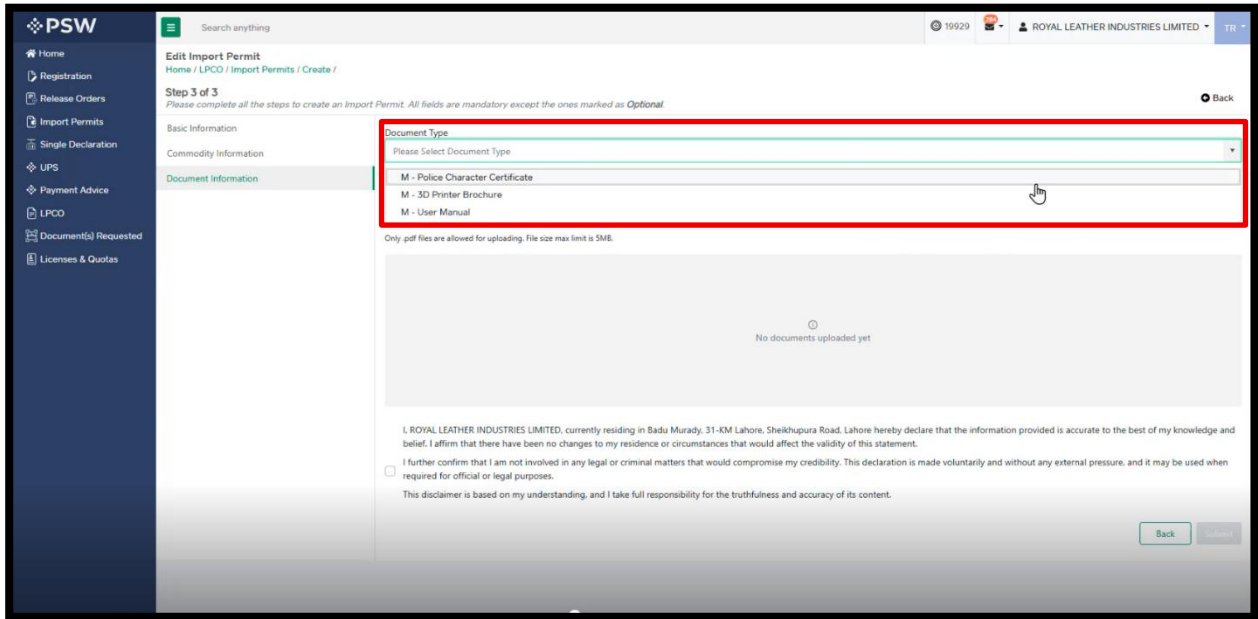 PSW
Search anything
19929
294
ROYAL LEATHER INDUSTRIES LIMITED
TR
Home
Registration
Release Orders
Import Permits
Single Declaration
UPS
Payment Advice
LPCO
Document(s) Requested
Licenses & Quotas
Edit Import Permit
Home / LPCO / Import Permits / Create /
Step 3 of 3
Please complete all the steps to create an Import Permit. All fields are mandatory except the ones marked as Optional.
Back
Basic Information
Commodity Information
Document Information
Document Type
Please Select Document Type
M - Police Character Certificate
M - 3D Printer Brochure
M - User Manual
Only .pdf files are allowed for uploading. File size max limit is 5MB.
No documents uploaded yet
I, ROYAL LEATHER INDUSTRIES LIMITED, currently residing in Badu Murady, 31-KM Lahore, Sheikhupura Road, Lahore hereby declare that the information provided is accurate to the best of my knowledge and
belief. I affirm that there have been no changes to my residence or circumstances that would affect the validity of this statement.
I further confirm that I am not involved in any legal or criminal matters that would compromise my credibility. This declaration is made voluntarily and without any external pressure, and it may be used when
required for official or legal purposes.
This disclaimer is based on my understanding, and I take full responsibility for the truthfulness and accuracy of its content.
Back
Submit